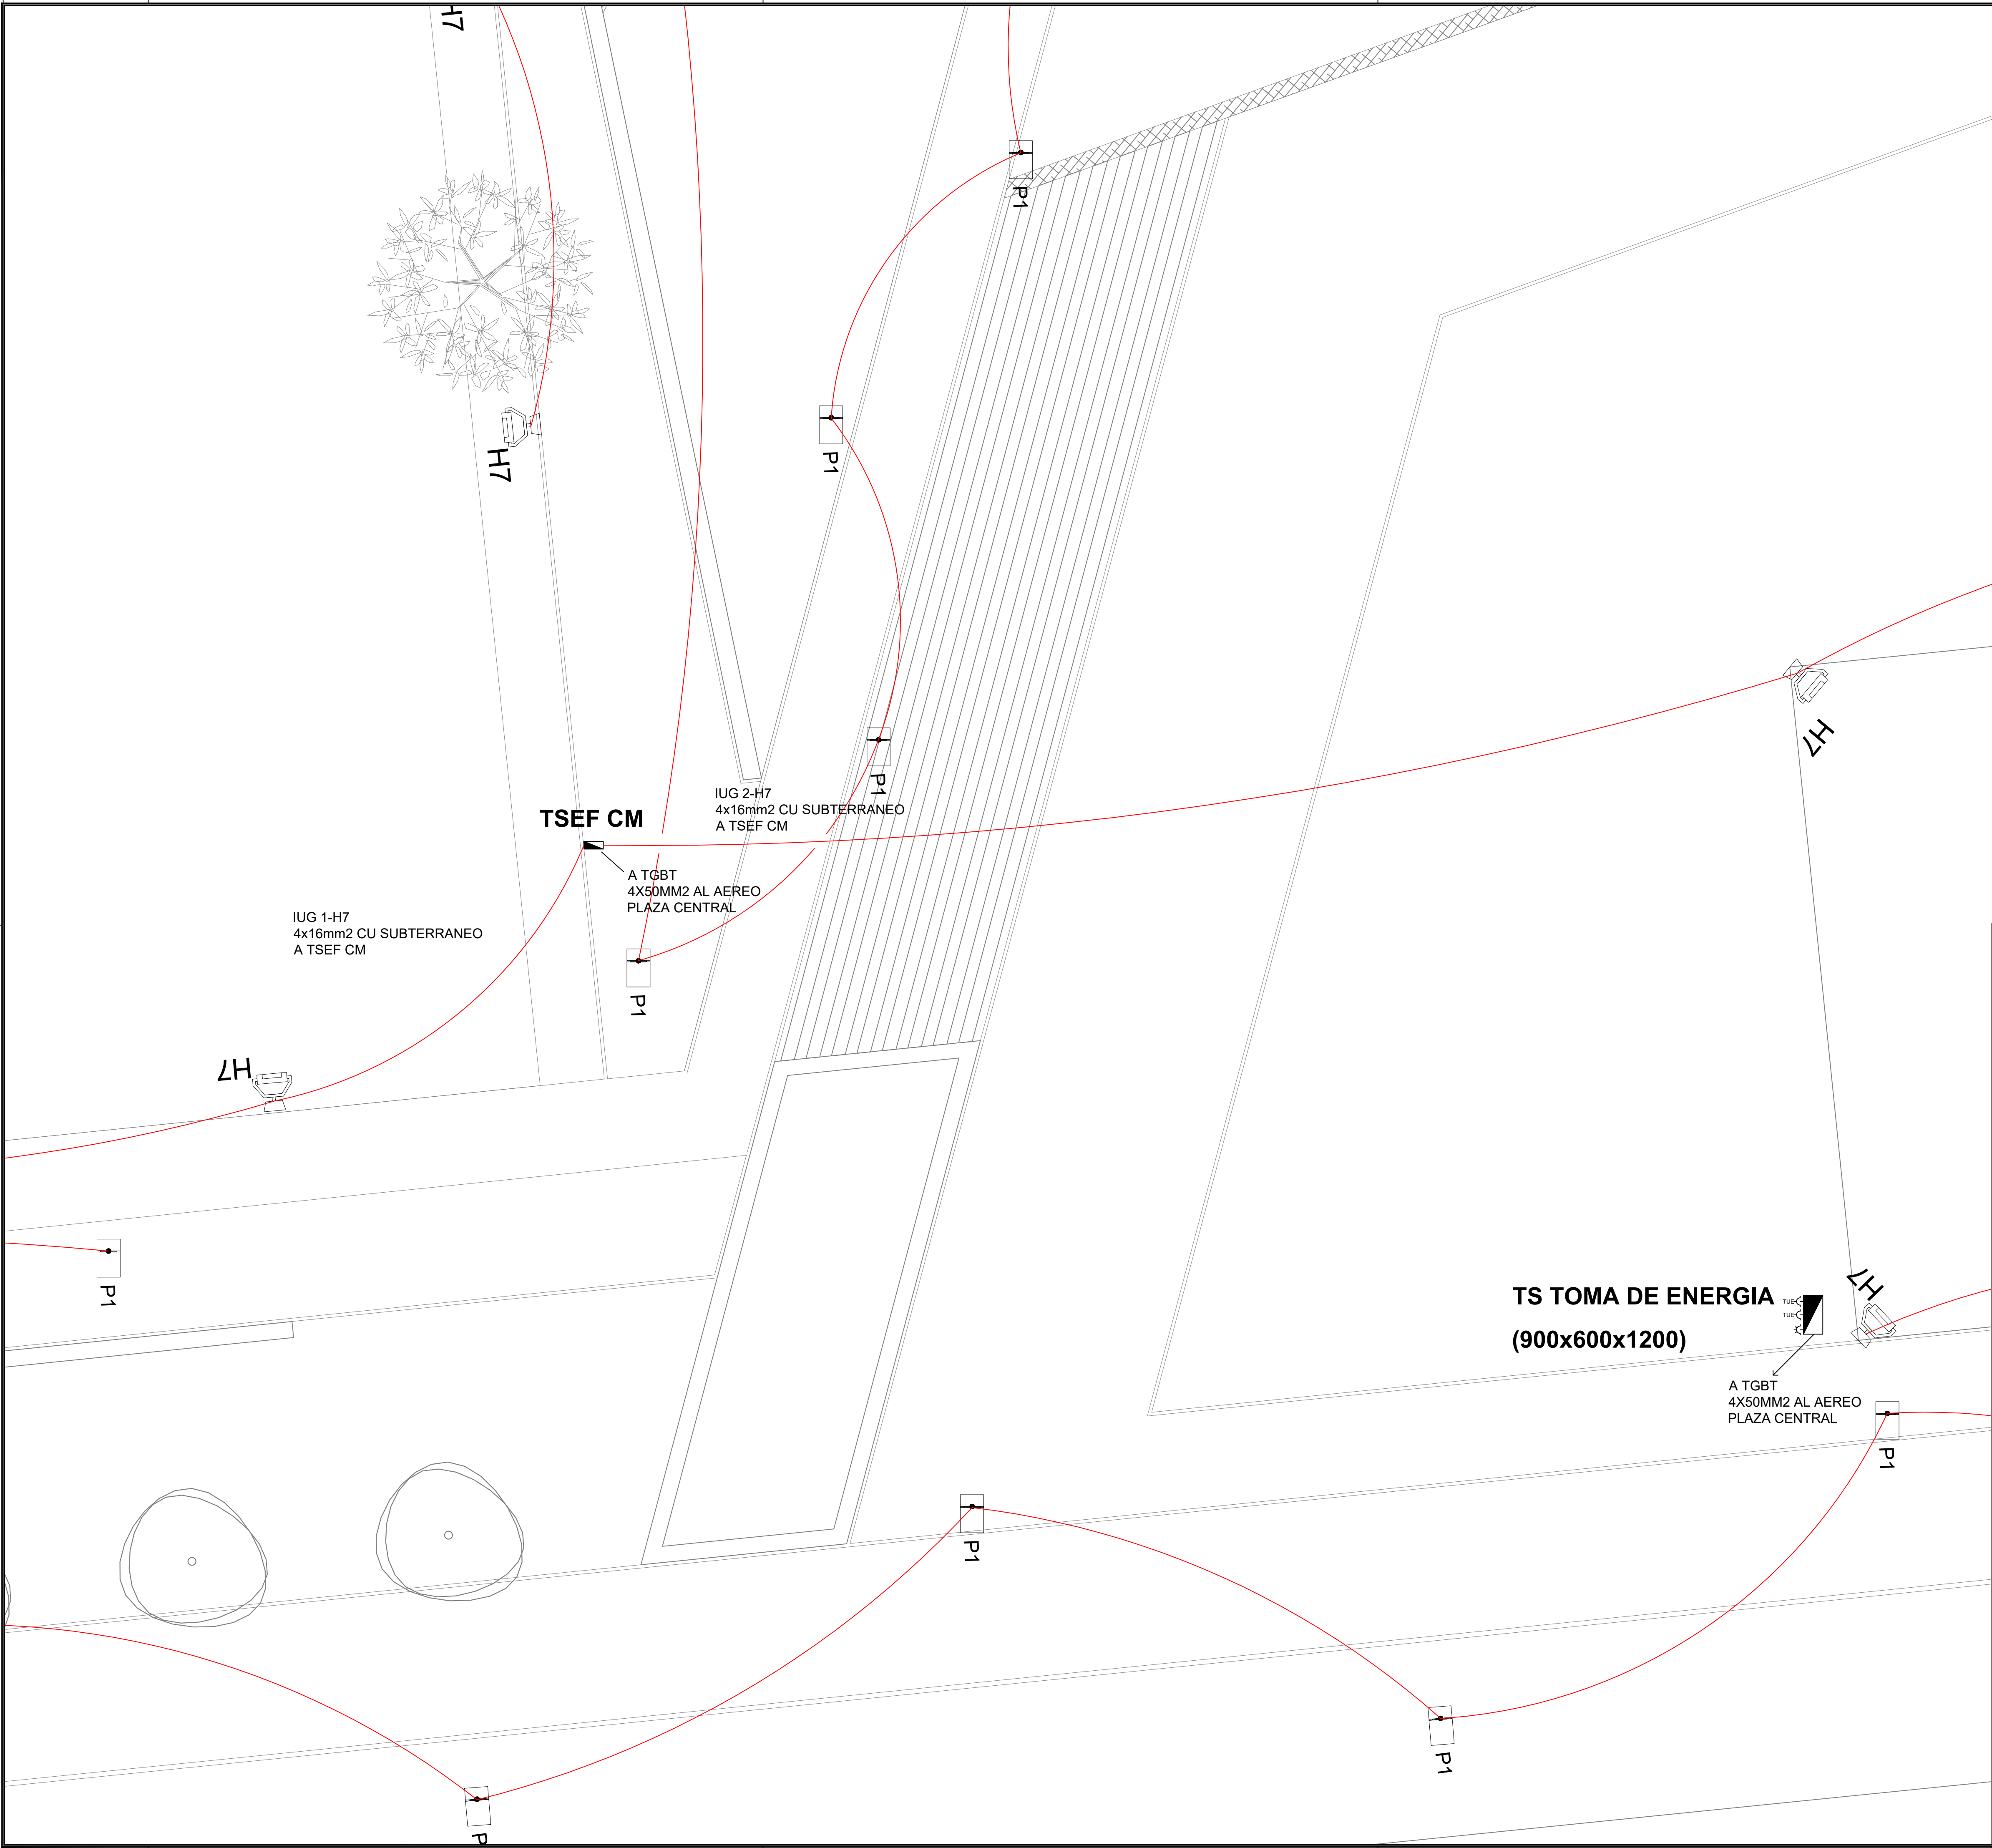 H7
P1
P1
H7
H7
P1
IUG 2-H7
4x16mm2 CU SUBTERRANEO
A TSEF CM
TSEF CM
A TGBT
4X50MM2 AL AEREO
PLAZA CENTRAL
IUG 1-H7
4x16mm2 CU SUBTERRANEO
A TSEF CM
P1
H7
P1
H7
TS TOMA DE ENERGIA
(900x600x1200)
TUE
TUE
A TGBT
4X50MM2 AL AEREO
PLAZA CENTRAL
P1
P1
P1
P